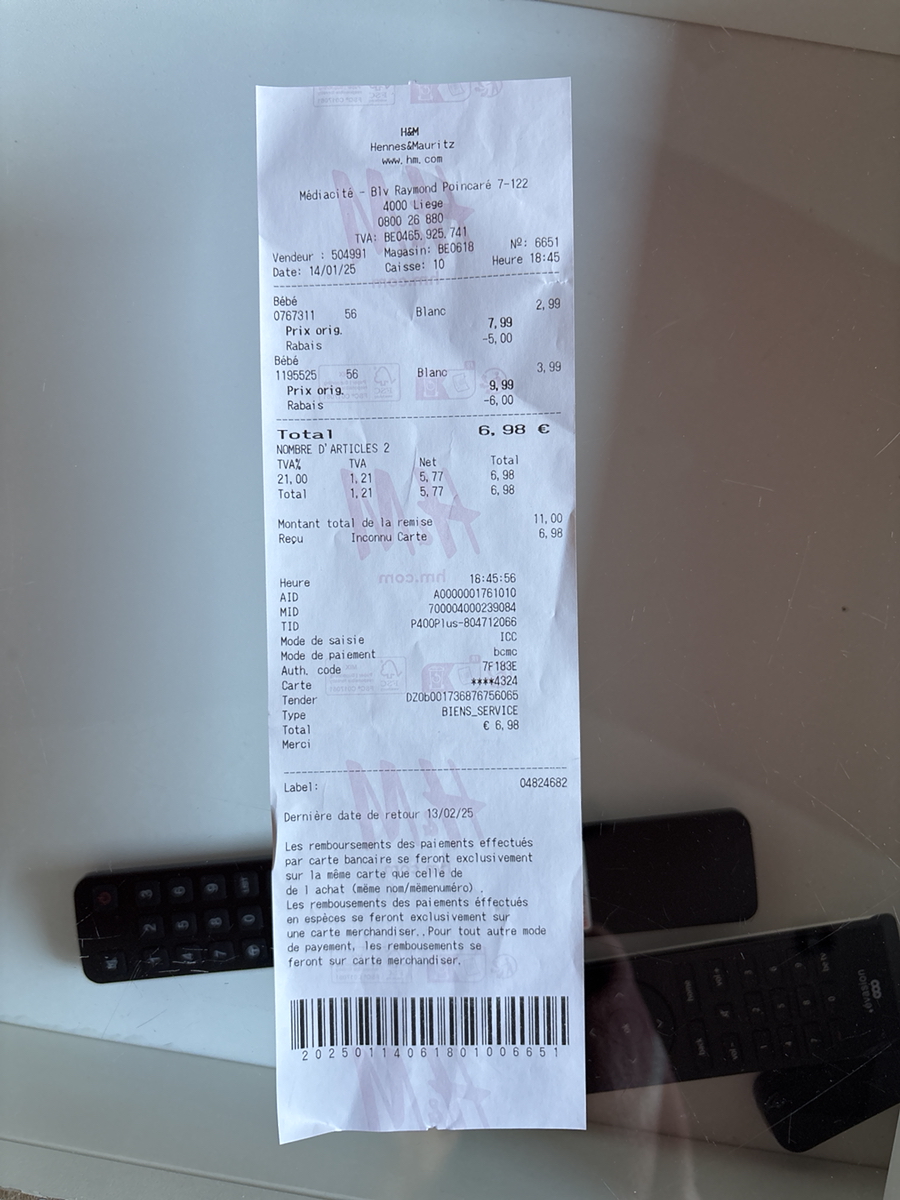 H&M
Hennes&Mauritz
www.hm.com
Médiacité - Blv Raymond Poincaré 7-122
4000 Liege
0800 26 880
TVA: BE0465.925.741
Vendeur : 504991 Magasin: BE0618 Nº: 6651
Date: 14/01/25 Caisse: 10 Heure 18:45
Bébé
0767311 56 Blanc 2,99
Prix orig. 7,99
Rabais -5,00
Bébé
1195525 56 Blanc 3,99
Prix orig. 9,99
Rabais -6,00
Total 6,98 €
NOMBRE D'ARTICLES 2
TVA% TVA Net Total
21,00 1,21 5,77 6,98
Total 1,21 5,77 6,98
Montant total de la remise 11,00
Reçu Inconnu Carte 6,98
hm.com
Heure 18:45:56
AID A0000001761010
MID 700004000239084
TID P400Plus-804712066
Mode de saisie ICC
Mode de paiement bcmc
Auth. code 7F183E
Carte ****4324
Tender DZ0b001736876756065
Type BIENS_SERVICE
Total € 6,98
Merci
Label: 04824682
Dernière date de retour 13/02/25
Les remboursements des paiements effectués
par carte bancaire se feront exclusivement
sur la même carte que celle de
de l achat (même nom/mêmenuméro) .
Les rembousements des paiements éffectués
en espèces se feront exclusivement sur
une carte merchandiser..Pour tout autre mode
de payement, les rembousements se
feront sur carte merchandiser.
20250114061801006651